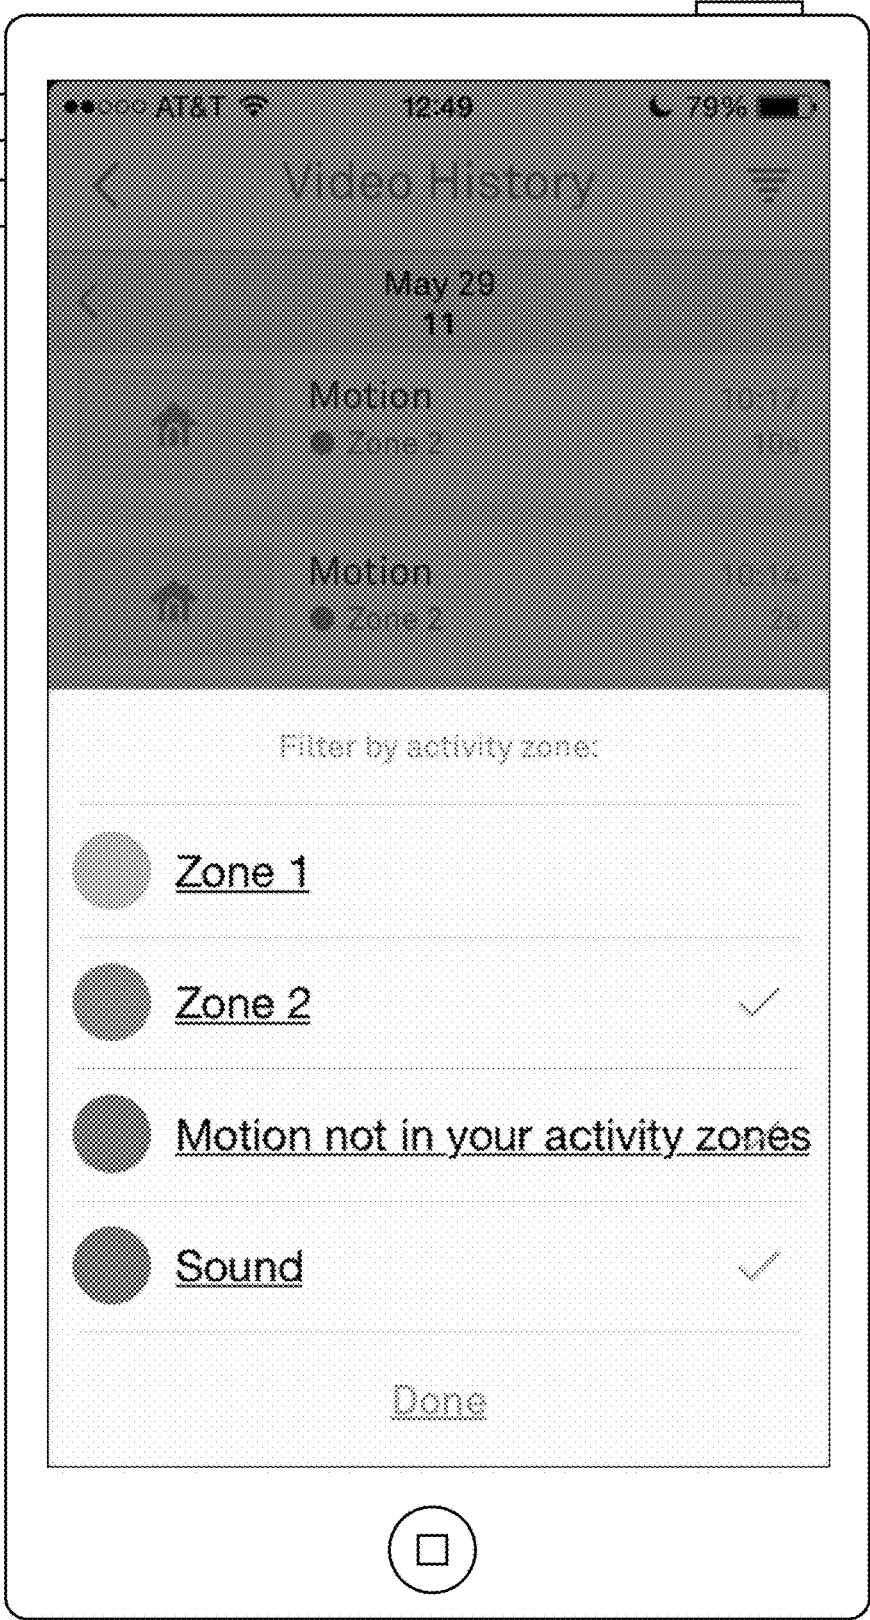 AT&T 12:49 79%
Video History
May 29
11
Motion
Zone 2
Motion
Zone 2
Filter by activity zone:
Zone 1
Zone 2
Motion not in your activity zones
Sound
Done